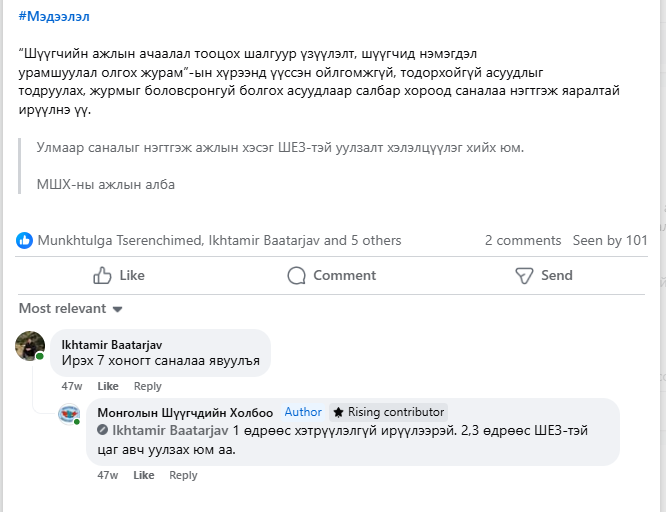 #Мэдээлэл
“Шүүгчийн ажлын ачаалал тооцох шалгуур үзүүлэлт, шүүгчид нэмэгдэл
урамшуулал олгох журам”-ын хүрээнд үүссэн ойлгомжгүй, тодорхойгүй асуудлыг
тодруулах, журмыг боловсронгуй болгох асуудлаар салбар хороод саналаа нэгтгэж яаралтай
ирүүлнэ үү.
Улмаар саналыг нэгтгэж ажлын хэсэг ШЕЗ-тэй уулзалт хэлэлцүүлэг хийх юм.
МШХ-ны ажлын алба
Munkhtulga Tserenchimed, Ikhtamir Baatarjav and 5 others 2 comments Seen by 101
Like Comment Send
Most relevant
Ikhtamir Baatarjav
Ирэх 7 хоногт саналаа явуулъя
47w Like Reply
Монголын Шүүгчдийн Холбоо Author Rising contributor
Ikhtamir Baatarjav 1 өдрөөс хэтрүүлэлгүй ирүүлээрэй. 2,3 өдрөөс ШЕЗ-тэй
цаг авч уулзах юм аа.
47w Like Reply